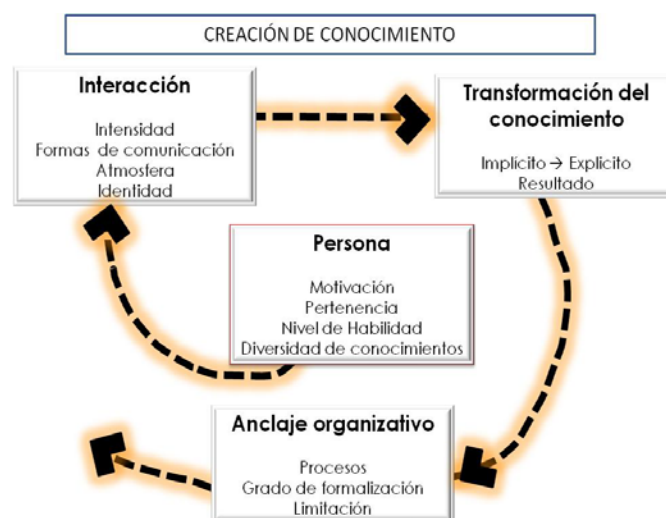 CREACIÓN DE CONOCIMIENTO
Interacción
Intensidad
Formas de comunicación
Atmosfera
Identidad
Transformación del
conocimiento
Implícito → Explicito
Resultado
Persona
Motivación
Pertenencia
Nivel de Habilidad
Diversidad de conocimientos
Anclaje organizativo
Procesos
Grado de formalización
Limitación